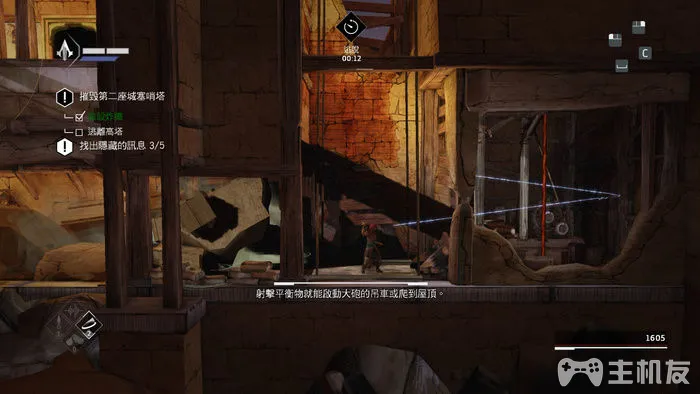 逃脫
00:12
C
摧毀第二座城塞哨塔
逃離高塔
找出隱藏的訊息 3/5
射擊平衡物就能啟動大砲的吊車或爬到屋頂。
1605
主机友